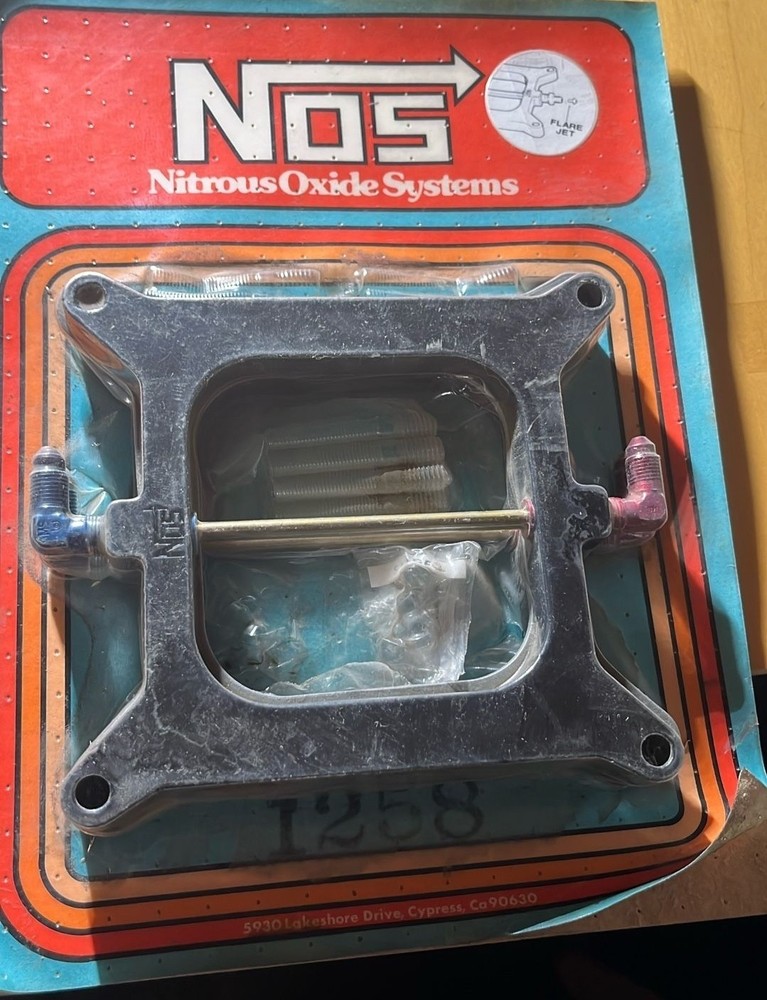 NOS
FLARE
JET
Nitrous Oxide Systems
NOS
1258
5930 Lakeshore Drive, Cypress, Ca 90630